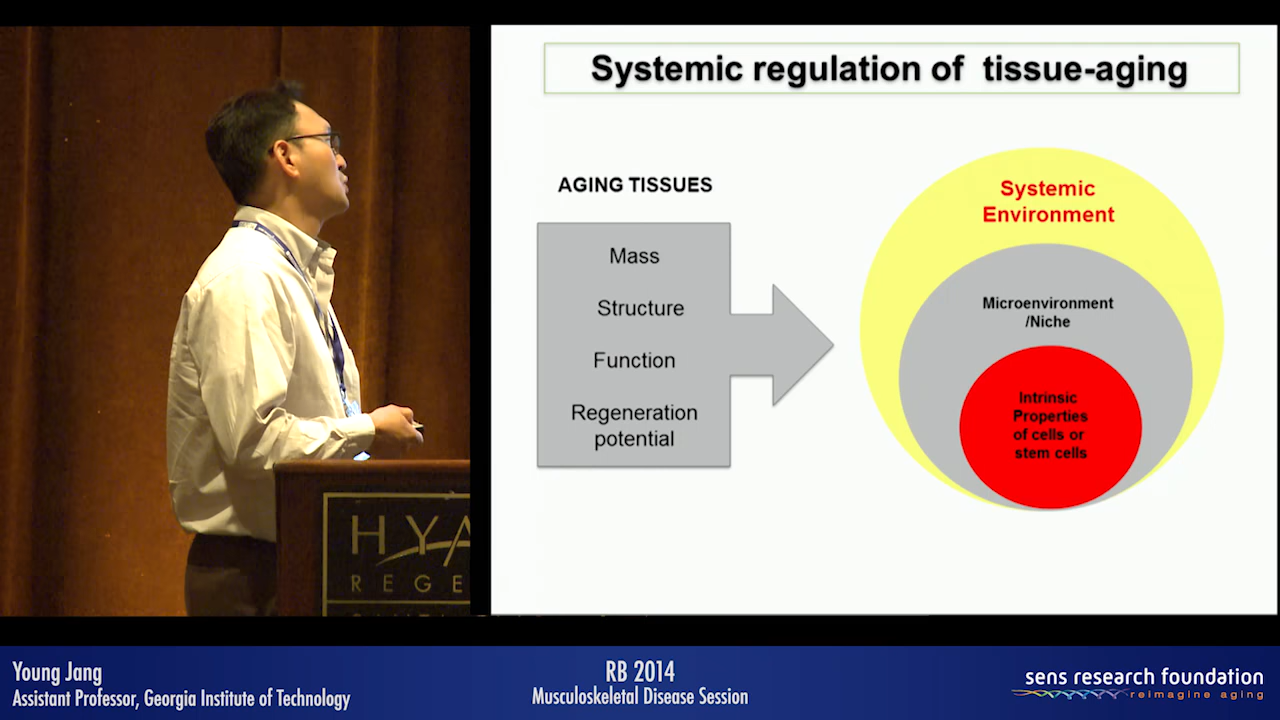 Systemic regulation of tissue-aging
AGING TISSUES
Mass
Structure
Function
Regeneration
potential
Systemic
Environment
Microenvironment
/Niche
Intrinsic
Properties
of cells or
stem cells
HYA
REGE
Young Jang
Assistant Professor, Georgia Institute of Technology
RB 2014
Musculoskeletal Disease Session
sens research foundation
reimagine aging